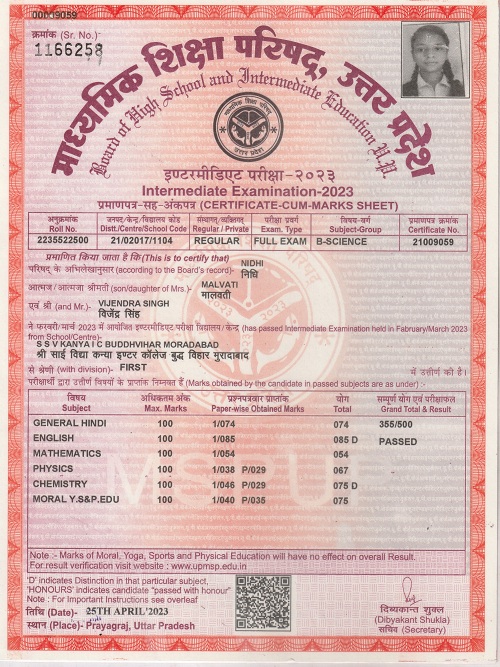 00009059
क्रमांक (Sr. No.)-
1166258
माध्यमिक शिक्षा परिषद्, उत्तर प्रदेश
Board of High School and Intermediate Education U.P.
माध्यमिक शिक्षा परिषद्
उत्तर प्रदेश
इण्टरमीडिएट परीक्षा-२०२३
Intermediate Examination-2023
प्रमाणपत्र-सह-अंकपत्र (CERTIFICATE-CUM-MARKS SHEET)
अनुक्रमांक जनपद/केन्द्र/विद्यालय कोड संस्थागत/व्यक्तिगत परीक्षा प्रवर्ग विषय-वर्ग प्रमाणपत्र क्रमांक
Roll No. Distt./Centre/School Code Regular / Private Exam. Type Subject-Group Certificate No.
2235522500 21/02017/1104 REGULAR FULL EXAM B-SCIENCE 21009059
प्रमाणित किया जाता है कि (This is to certify that)
परिषद् के अभिलेखानुसार (according to the Board's record)- NIDHI
निधि
आत्मज / आत्मजा श्रीमती (son/daughter of Mrs.)- MALVATI
मालवती
एवं श्री (and Mr.)- VIJENDRA SINGH
विजेंद्र सिंह
ने फरवरी/मार्च 2023 में आयोजित इण्टरमीडिएट परीक्षा विद्यालय/केन्द्र (has passed Intermediate Examination held in Fabruary/March 2023
from School/Centre)-
S S V KANYA I C BUDDHVIHAR MORADABAD
श्री साई विद्या कन्या इण्टर कॉलेज बुद्ध विहार मुरादाबाद
से श्रेणी (with division)- FIRST में उत्तीर्ण की है।
परीक्षार्थी द्वारा उत्तीर्ण विषयों के प्राप्तांक निम्नवत हैं (Marks obtained by the candidate in passed subjects are as under) :-
विषय अधिकतम अंक प्रश्नपत्रवार प्राप्तांक योग सम्पूर्ण योग एवं परीक्षाफल
Subject Max. Marks Paper-wise Obtained Marks Total Grand Total & Result
GENERAL HINDI 100 1/074 074 355/500
ENGLISH 100 1/085 085 D PASSED
MATHEMATICS 100 1/054 054
PHYSICS 100 1/038 P/029 067
CHEMISTRY 100 1/046 P/029 075 D
MORAL Y.S&P.EDU 100 1/040 P/035 075
Note :- Marks of Moral, Yoga, Sports and Physical Education will have no effect on overall Result.
For result verification visit website : www.upmsp.edu.in
'D' indicates Distinction in that particular subject,
'HONOURS' indicates candidate "passed with honour"
Note : For Important Instructions see overleaf
तिथि (Date)- 25TH APRIL'2023
स्थान (Place)- Prayagraj, Uttar Pradesh
दिब्यकान्त शुक्ल
(Dibyakant Shukla)
सचिव (Secretary)